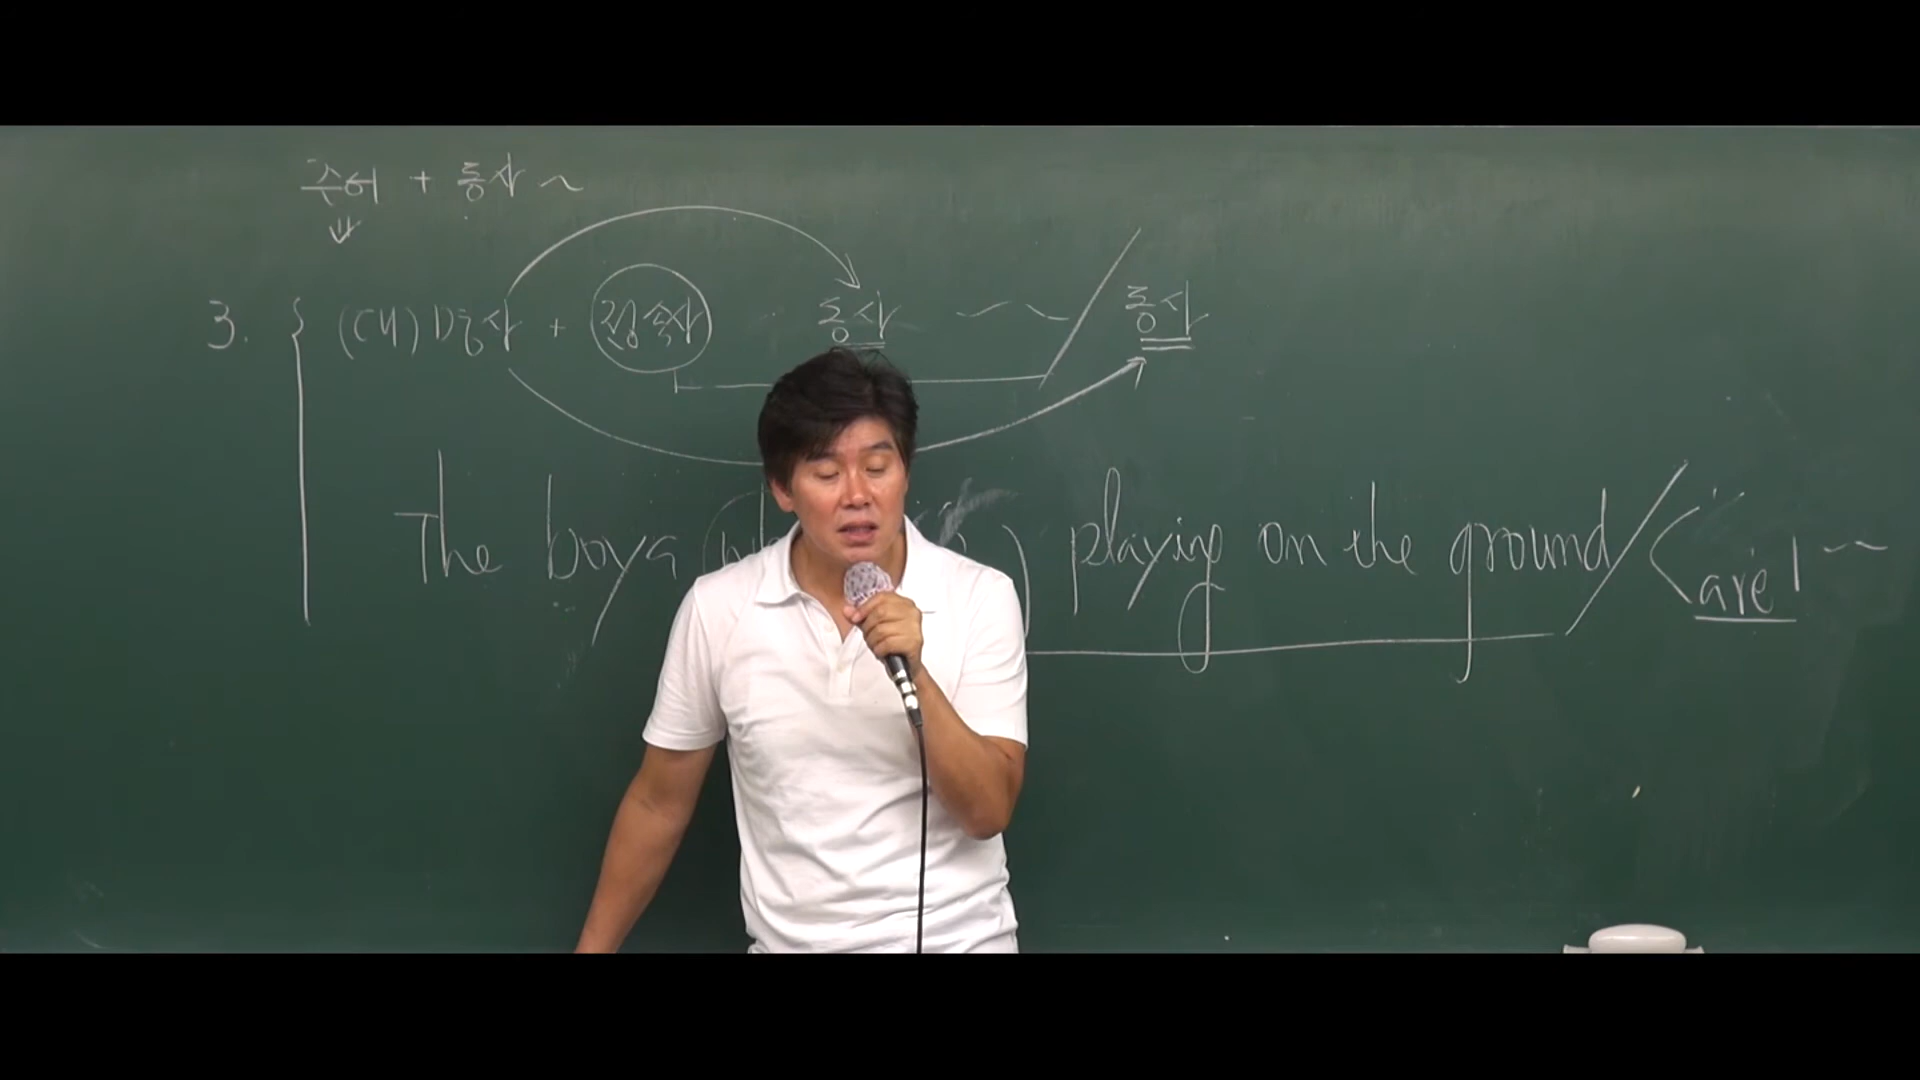 주어 + 동사 ~
3. (대)명사 + 접속사 동사 ~~ / 동사
The boys ( ) playing on the ground / < are ~